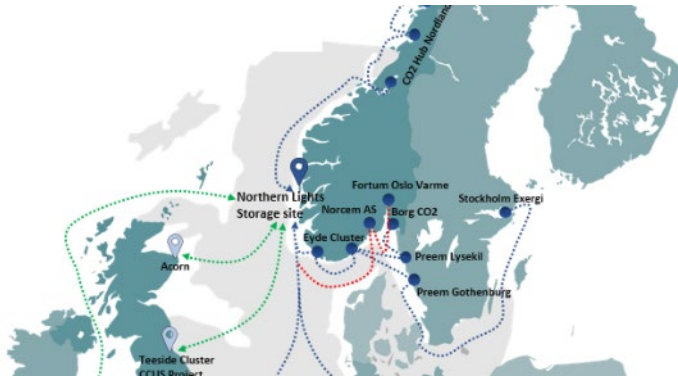 CO2 Hub Nordland
Northern Lights
Storage site
Fortum Oslo Varme
Norcem AS
Borg CO2
Stockholm Exergi
Eyde Cluster
Preem Lysekil
Acorn
Preem Gothenburg
Teeside Cluster
CCUS Project